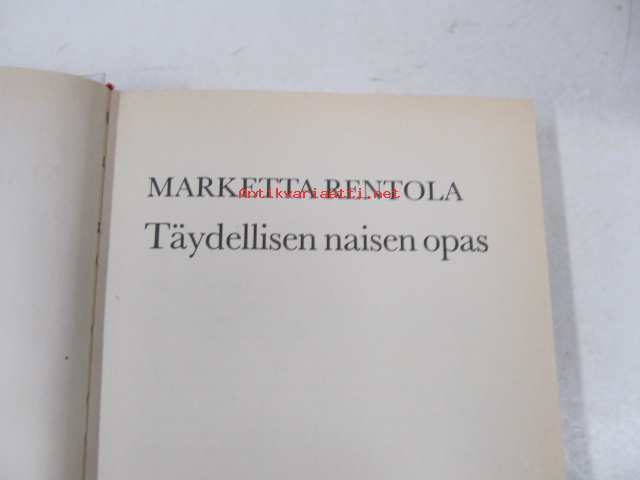 MARKETTA RENTOLA
Antikvariaatti.net
Täydellisen naisen opas